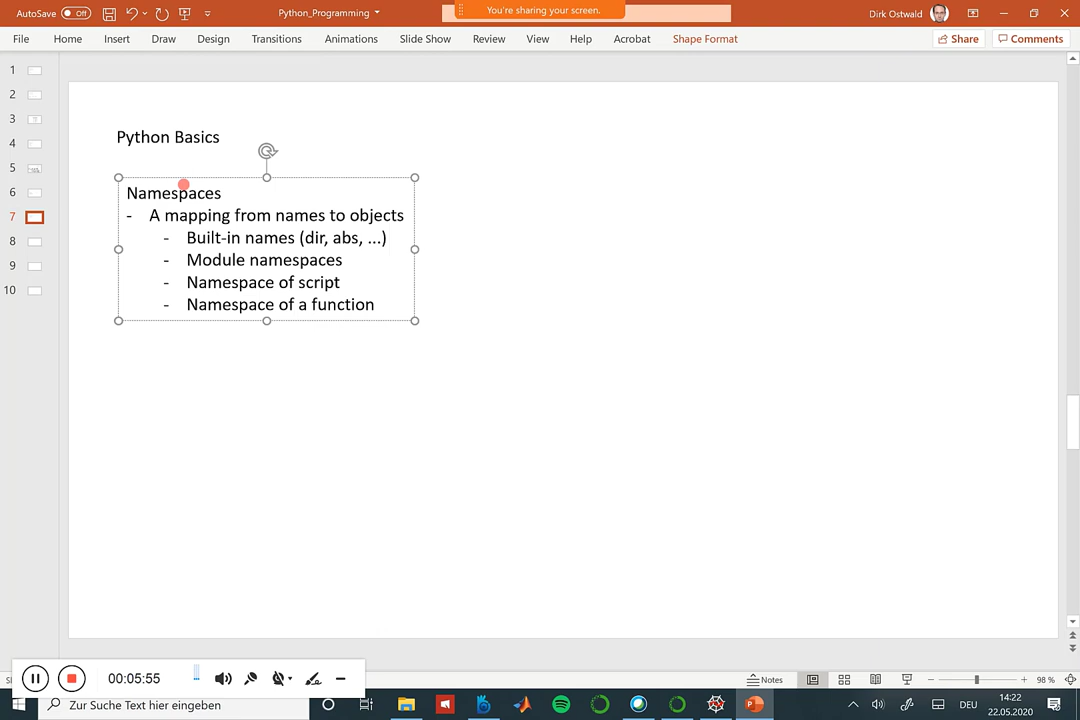 AutoSave Off
Python_Programming
You're sharing your screen.
Dirk Ostwald
File Home Insert Draw Design Transitions Animations Slide Show Review View Help Acrobat Shape Format Share Comments
1
2
3
4
5
6
7
8
9
10
Python Basics
Namespaces
- A mapping from names to objects
- Built-in names (dir, abs, ...)
- Module namespaces
- Namespace of script
- Namespace of a function
00:05:55
Notes
98 %
Zur Suche Text hier eingeben
DEU
14:22
22.05.2020